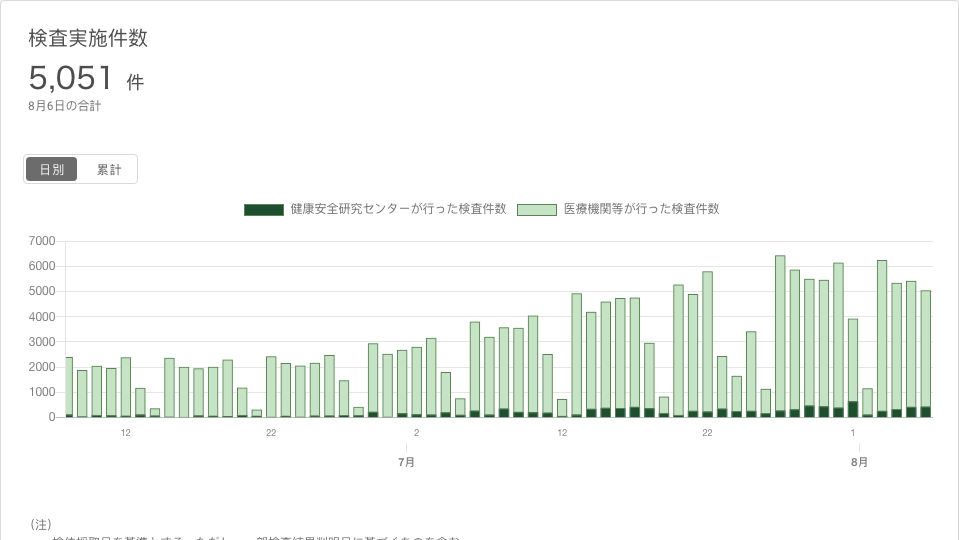 検査実施件数
5,051 件
8月6日の合計
日別 累計
健康安全研究センターが行った検査件数 医療機関等が行った検査件数
7000
6000
5000
4000
3000
2000
1000
0
12 22 2 12 22 1
7月 8月
(注)